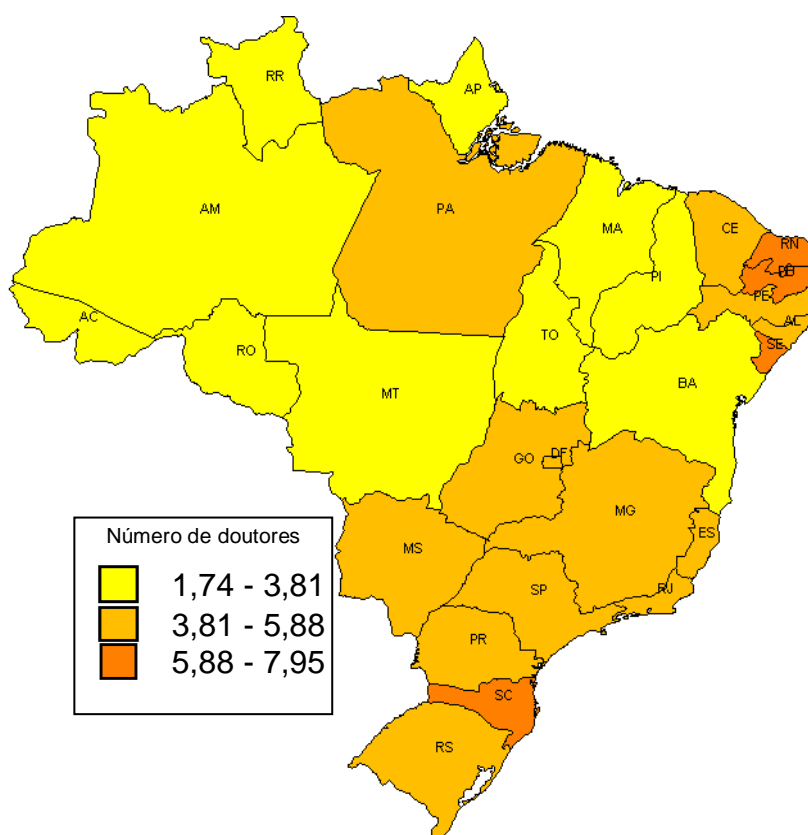 RR
AP
AM
PA
MA
CE
RN
PI
PE
AC
AL
RO
TO
SE
MT
BA
GO
DF
MG
MS
ES
SP
RJ
PR
SC
RS
Número de doutores
1,74 - 3,81
3,81 - 5,88
5,88 - 7,95